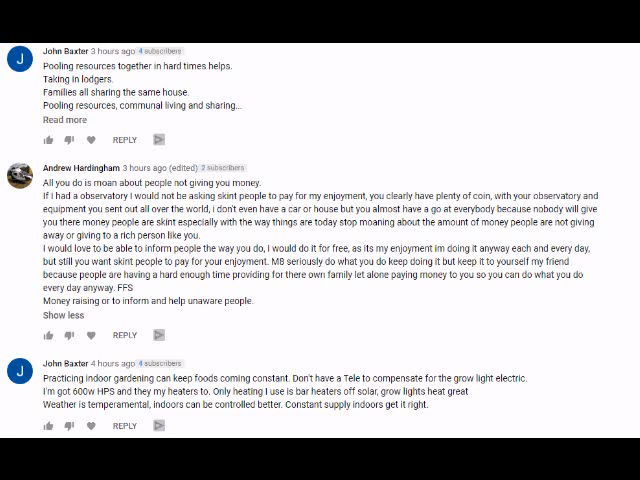 J
John Baxter 3 hours ago 4 subscribers
Pooling resources together in hard times helps.
Taking in lodgers.
Families all sharing the same house.
Pooling resources, communal living and sharing...
Read more
REPLY
Andrew Hardingham 3 hours ago (edited) 2 subscribers
All you do is moan about people not giving you money.
If I had a observatory I would not be asking skint people to pay for my enjoyment, you clearly have plenty of coin, with your observatory and
equipment you sent out all over the world, i don't even have a car or house but you almost have a go at everybody because nobody will give
you there money people are skint especially with the way things are today stop moaning about the amount of money people are not giving
away or giving to a rich person like you.
I would love to be able to inform people the way you do, I would do it for free, as its my enjoyment im doing it anyway each and every day,
but still you want skint people to pay for your enjoyment. M8 seriously do what you do keep doing it but keep it to yourself my friend
because people are having a hard enough time providing for there own family let alone paying money to you so you can do what you do
every day anyway. FFS
Money raising or to inform and help unaware people.
Show less
REPLY
J
John Baxter 4 hours ago 4 subscribers
Practicing indoor gardening can keep foods coming constant. Don't have a Tele to compensate for the grow light electric.
I'm got 600w HPS and they my heaters to. Only heating I use is bar heaters off solar, grow lights heat great
Weather is temperamental, indoors can be controlled better. Constant supply indoors get it right.
REPLY